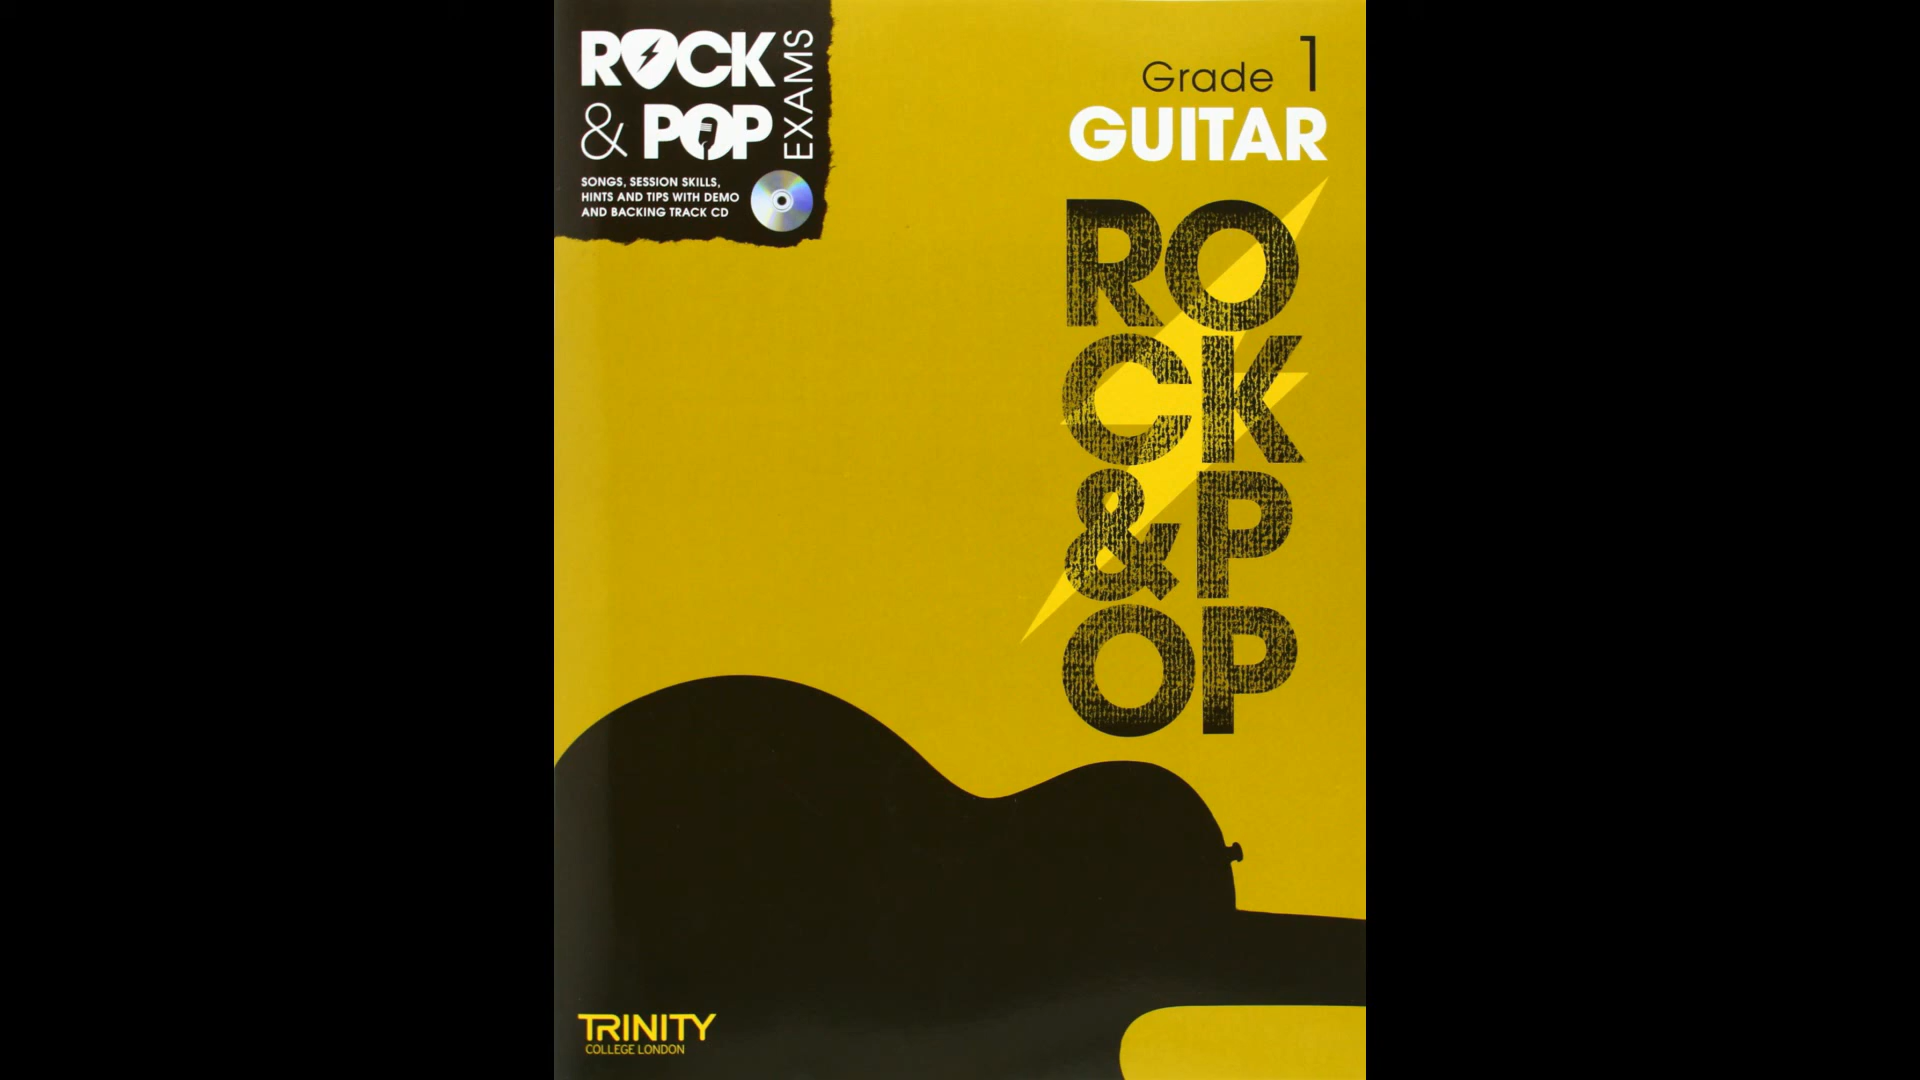 ROCK
& POP
EXAMS
SONGS, SESSION SKILLS,
HINTS AND TIPS WITH DEMO
AND BACKING TRACK CD
Grade 1
GUITAR
RO
CK
&P
OP
TRINITY
COLLEGE LONDON